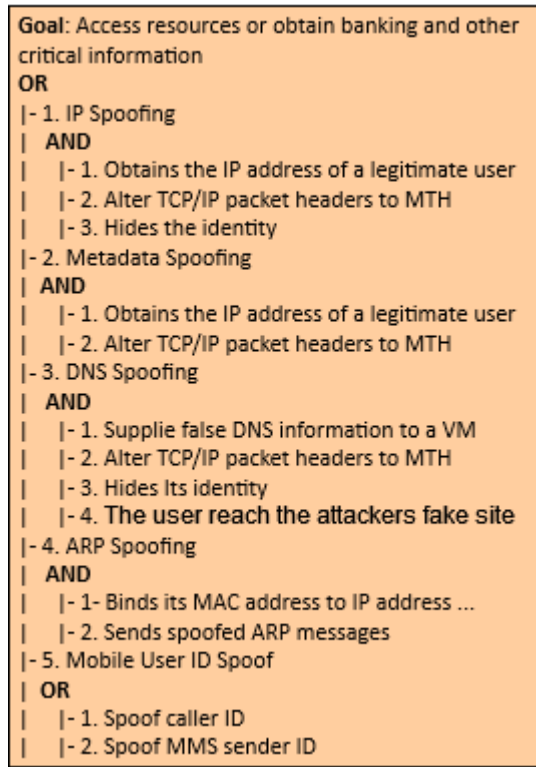 Goal: Access resources or obtain banking and other
critical information
OR
|- 1. IP Spoofing
| AND
| |- 1. Obtains the IP address of a legitimate user
| |- 2. Alter TCP/IP packet headers to MTH
| |- 3. Hides the identity
|- 2. Metadata Spoofing
| AND
| |- 1. Obtains the IP address of a legitimate user
| |- 2. Alter TCP/IP packet headers to MTH
|- 3. DNS Spoofing
| AND
| |- 1. Supplie false DNS information to a VM
| |- 2. Alter TCP/IP packet headers to MTH
| |- 3. Hides Its identity
| |- 4. The user reach the attackers fake site
|- 4. ARP Spoofing
| AND
| |- 1- Binds its MAC address to IP address ...
| |- 2. Sends spoofed ARP messages
|- 5. Mobile User ID Spoof
| OR
| |- 1. Spoof caller ID
| |- 2. Spoof MMS sender ID